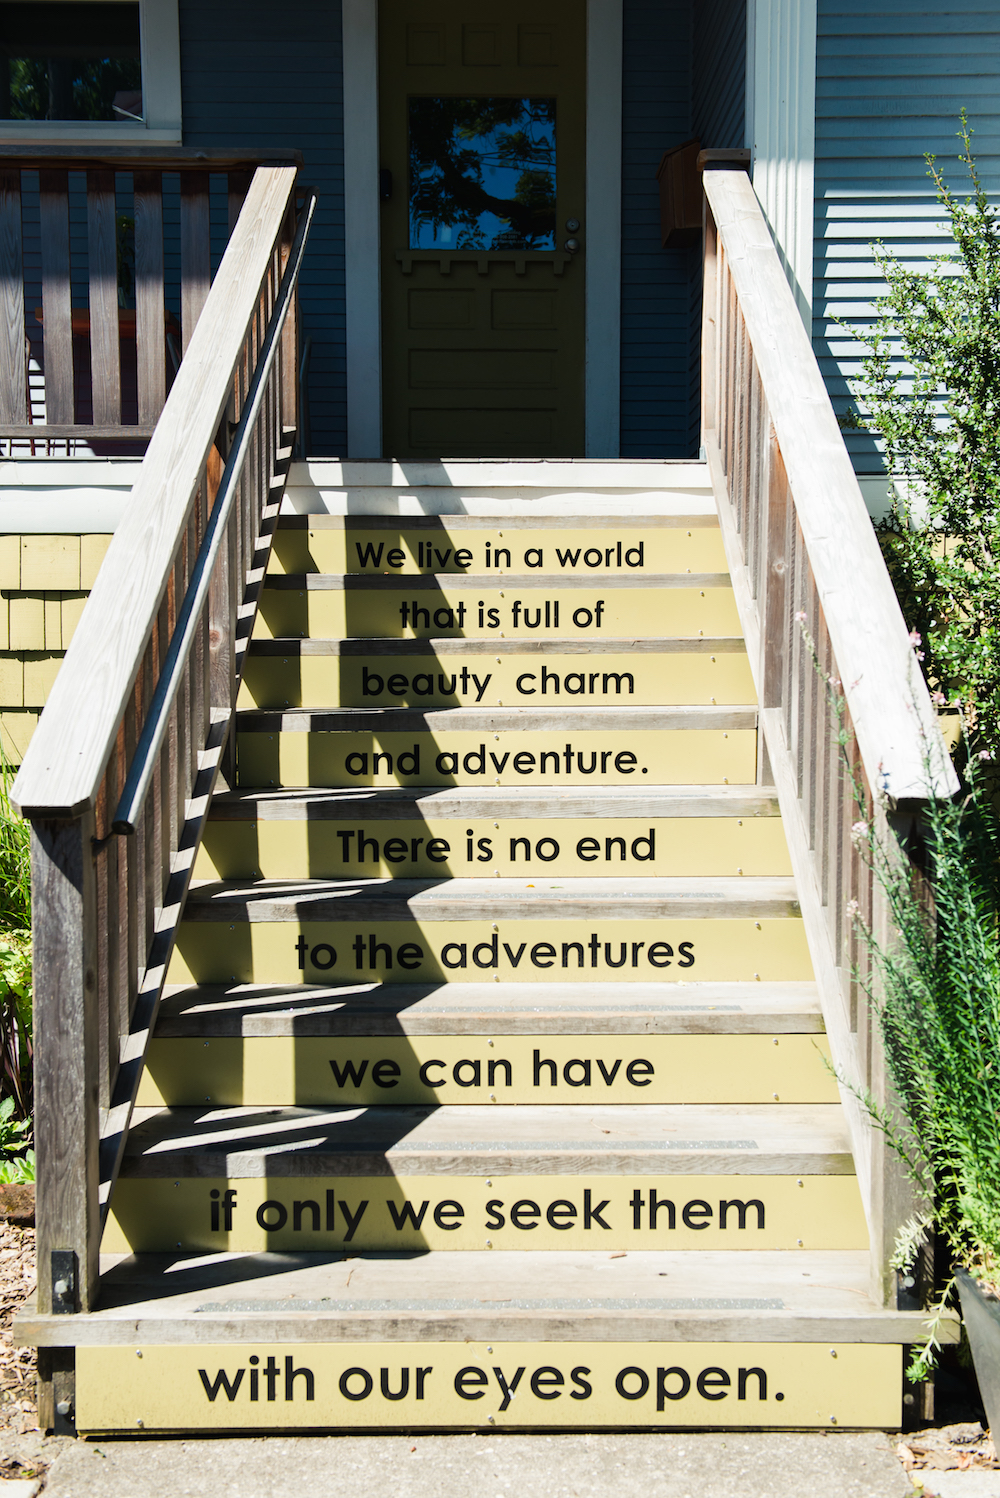 We live in a world
that is full of
beauty charm
and adventure.
There is no end
to the adventures
we can have
if only we seek them
with our eyes open.